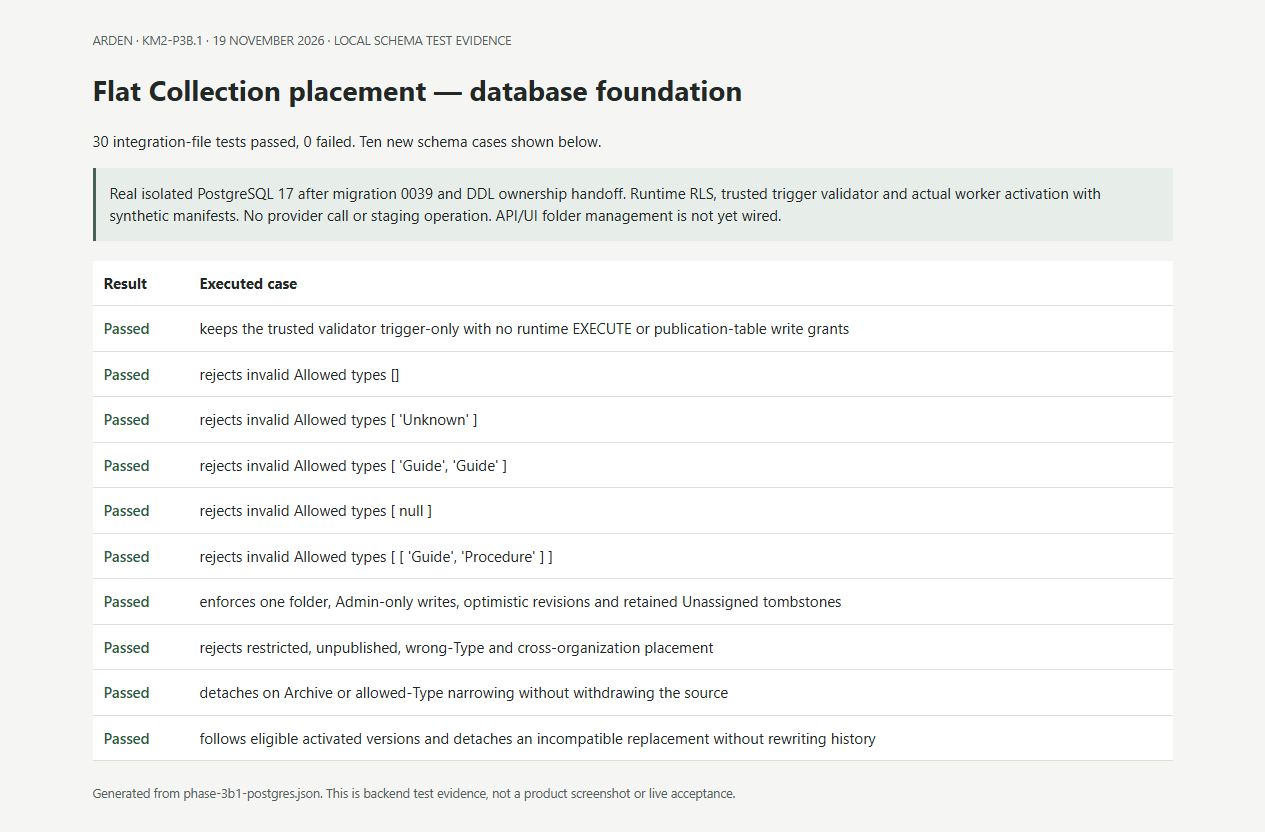 ARDEN · KM2-P3B.1 · 19 NOVEMBER 2026 · LOCAL SCHEMA TEST EVIDENCE
Flat Collection placement — database foundation
30 integration-file tests passed, 0 failed. Ten new schema cases shown below.
Real isolated PostgreSQL 17 after migration 0039 and DDL ownership handoff. Runtime RLS, trusted trigger validator and actual worker activation with
synthetic manifests. No provider call or staging operation. API/UI folder management is not yet wired.
Result Executed case
Passed keeps the trusted validator trigger-only with no runtime EXECUTE or publication-table write grants
Passed rejects invalid Allowed types []
Passed rejects invalid Allowed types [ 'Unknown' ]
Passed rejects invalid Allowed types [ 'Guide', 'Guide' ]
Passed rejects invalid Allowed types [ null ]
Passed rejects invalid Allowed types [ [ 'Guide', 'Procedure' ] ]
Passed enforces one folder, Admin-only writes, optimistic revisions and retained Unassigned tombstones
Passed rejects restricted, unpublished, wrong-Type and cross-organization placement
Passed detaches on Archive or allowed-Type narrowing without withdrawing the source
Passed follows eligible activated versions and detaches an incompatible replacement without rewriting history
Generated from phase-3b1-postgres.json. This is backend test evidence, not a product screenshot or live acceptance.